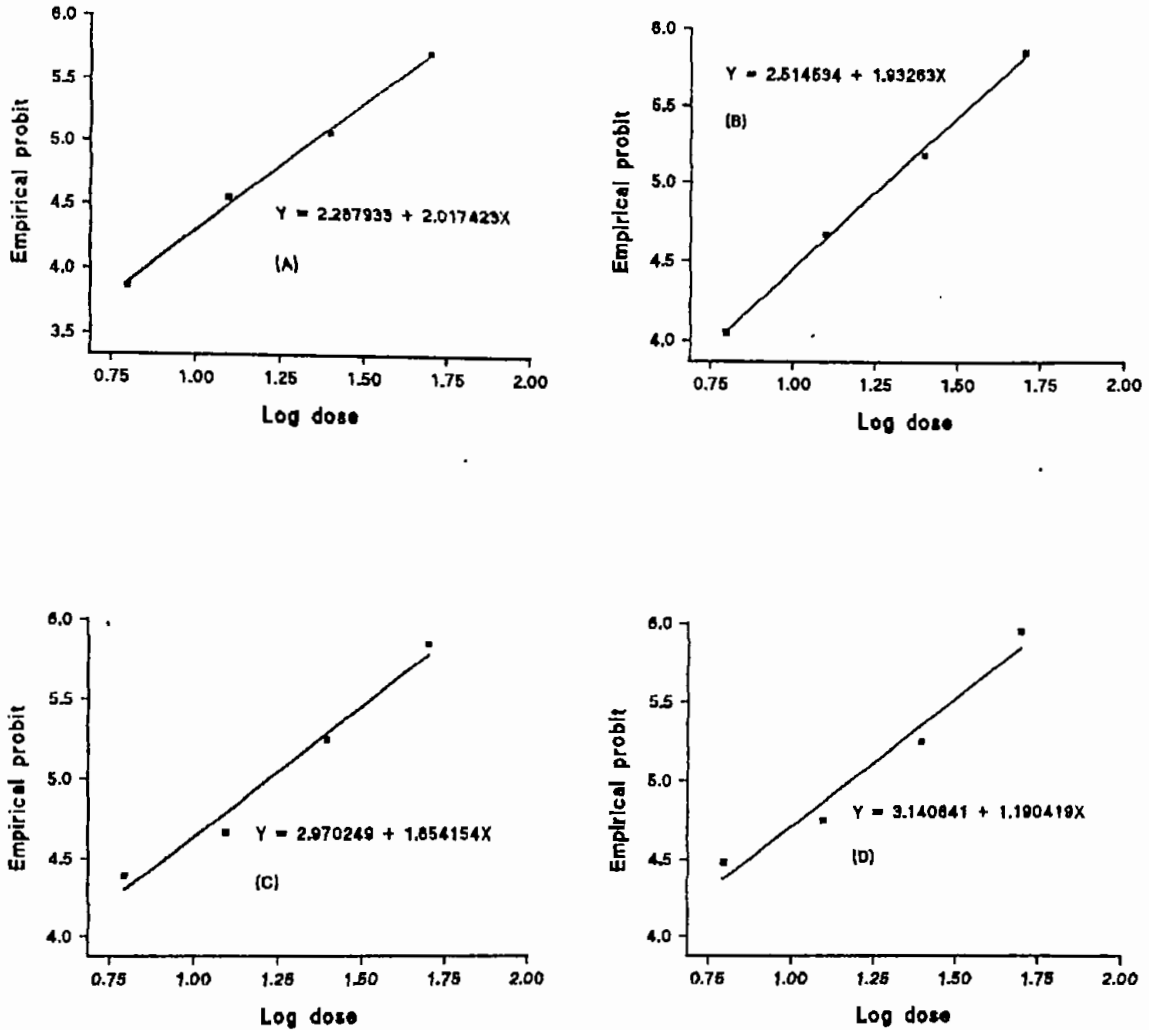 6.0
5.5
5.0
4.5
4.0
3.5
Empirical probit
Y = 2.287933 + 2.017423X
(A)
0.75 1.00 1.25 1.50 1.75 2.00
Log dose
6.0
6.5
5.0
4.5
4.0
Empirical probit
Y = 2.514594 + 1.93263X
(B)
0.75 1.00 1.25 1.50 1.75 2.00
Log dose
6.0
5.5
5.0
4.5
4.0
Empirical probit
Y = 2.970249 + 1.654154X
(C)
0.75 1.00 1.25 1.50 1.75 2.00
Log dose
6.0
5.5
5.0
4.5
4.0
Empirical probit
Y = 3.140641 + 1.190419X
(D)
0.75 1.00 1.25 1.50 1.75 2.00
Log dose